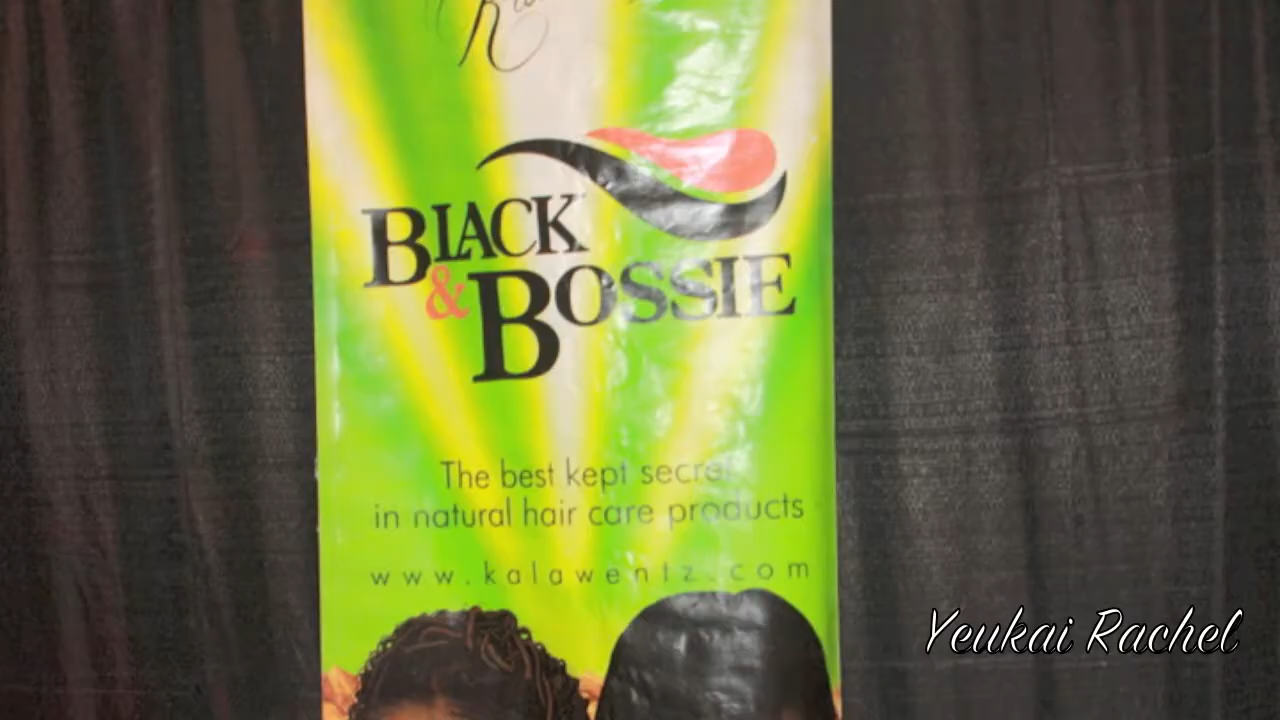 BLACK
& BOSSIE
The best kept secret
in natural hair care products
www.kalawentz.com
Yeukai Rachel